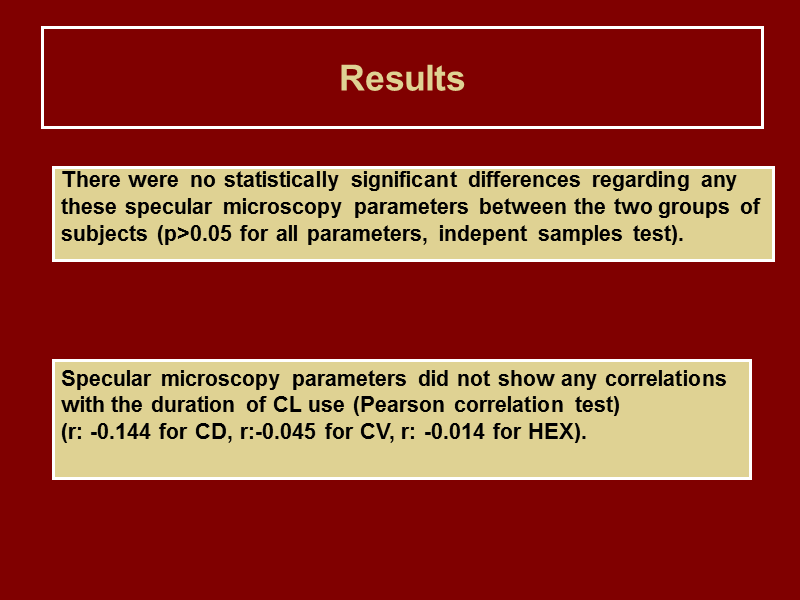 Results
There were no statistically significant differences regarding any
these specular microscopy parameters between the two groups of
subjects (p>0.05 for all parameters, indepent samples test).
Specular microscopy parameters did not show any correlations
with the duration of CL use (Pearson correlation test)
(r: -0.144 for CD, r:-0.045 for CV, r: -0.014 for HEX).